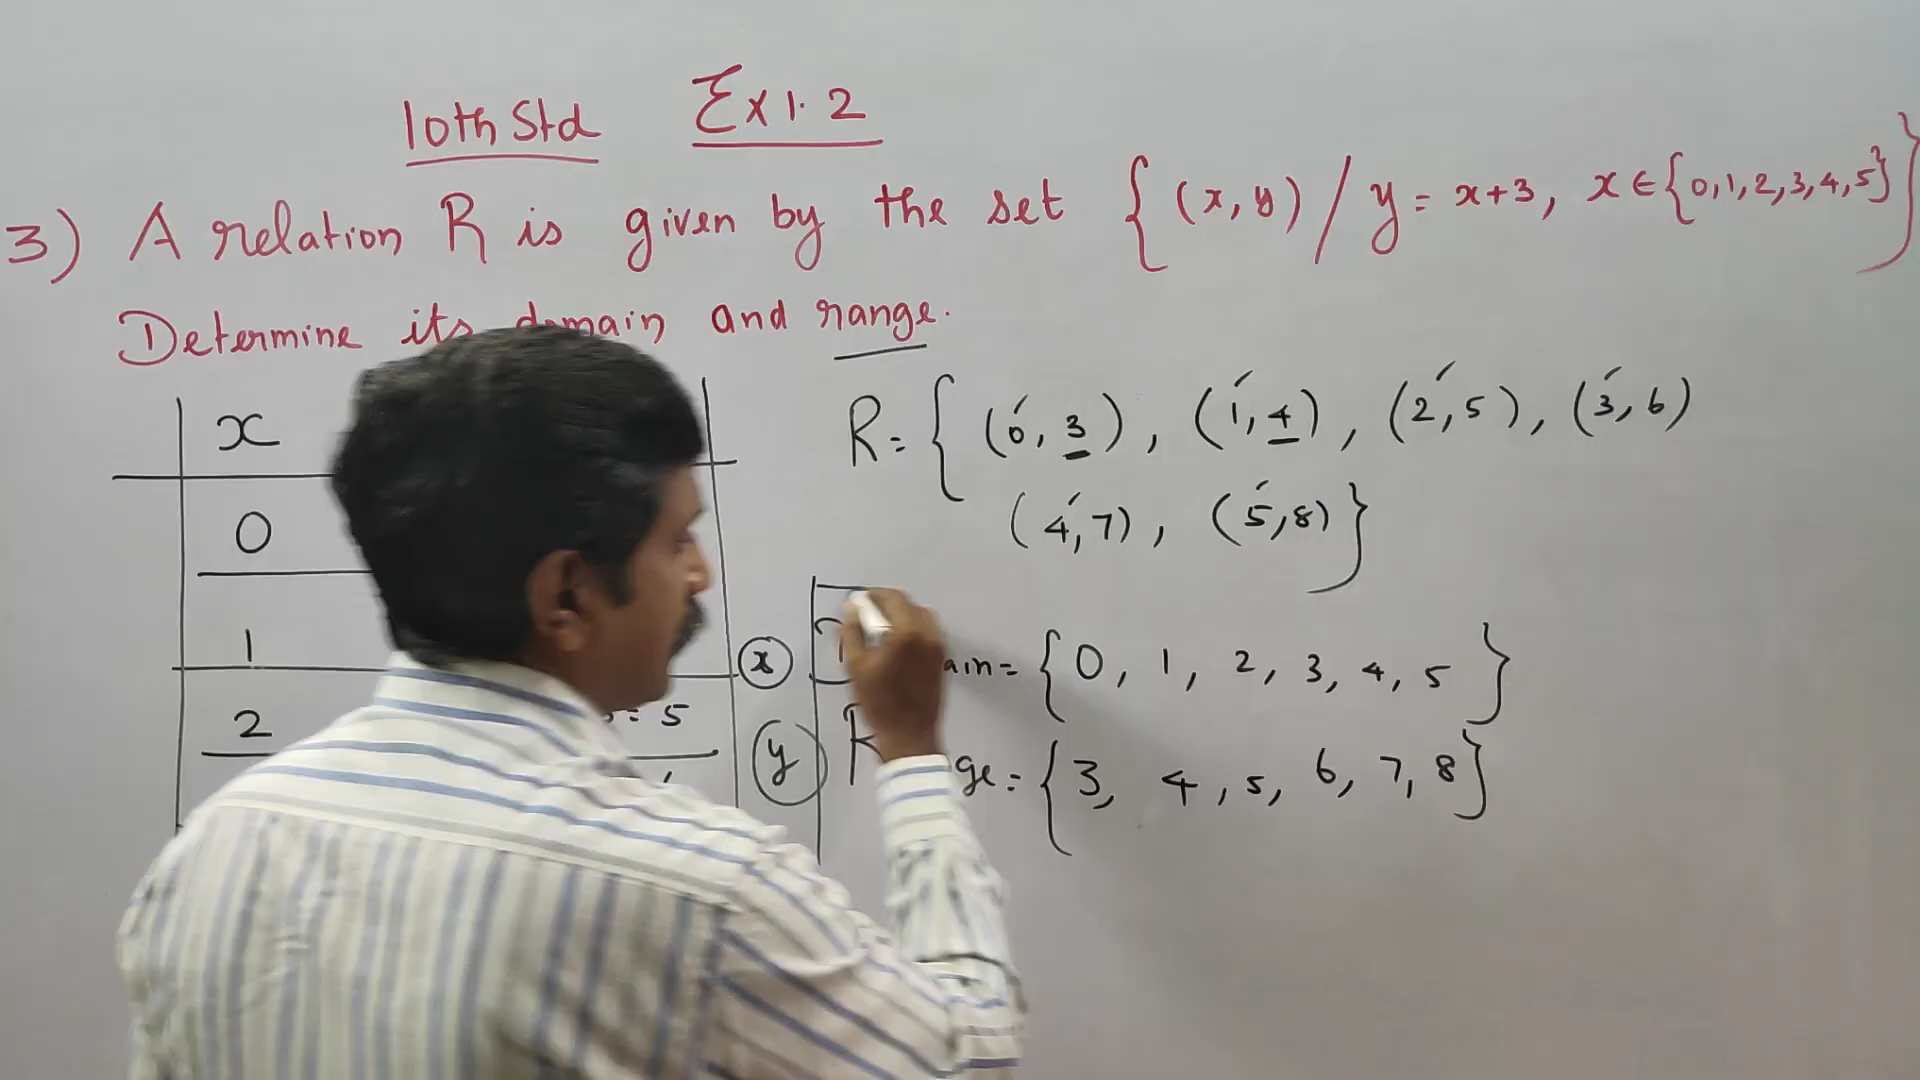 10th Std Ex 1.2
3) A relation R is given by the set { (x, y) / y = x+3, x ∈ {0,1,2,3,4,5} }
Determine its domain and range.
x
R = { (0, 3), (1, 4), (2, 5), (3, 6)
(4,7), (5,8) }
0
1
x
= { 0, 1, 2, 3, 4, 5 }
2
= 5
y
= { 3, 4, 5, 6, 7, 8 }